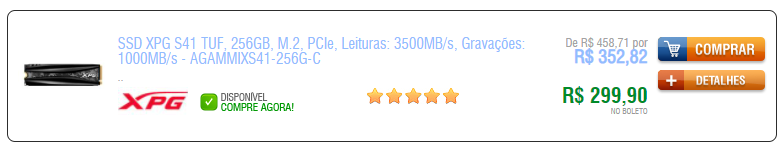 SSD XPG S41 TUF, 256GB, M.2, PCIe, Leituras: 3500MB/s, Gravações:
1000MB/s - AGAMMIXS41-256G-C
..
De R$ 458,71 por
R$ 352,82
COMPRAR
DETALHES
XPG
XPG
DISPONÍVEL
COMPRE AGORA!
R$ 299,90
NO BOLETO